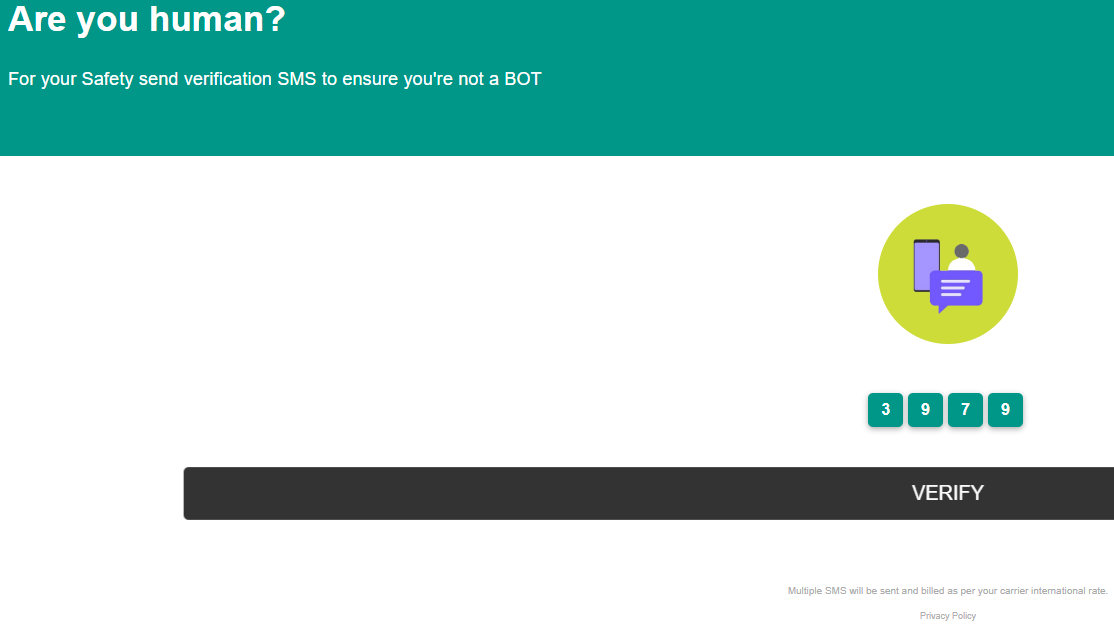 Are you human?
For your Safety send verification SMS to ensure you're not a BOT
3 9 7 9
VERIFY
Multiple SMS will be sent and billed as per your carrier international rate.
Privacy Policy